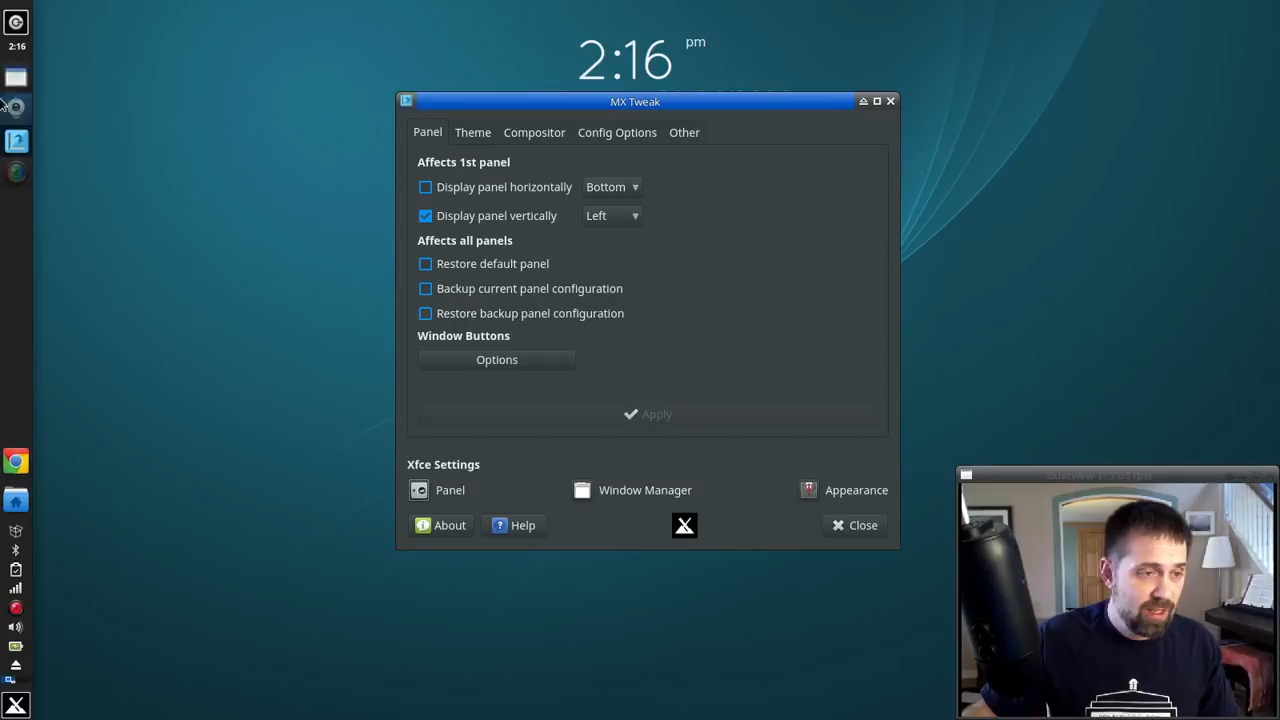 2:16
2:16 pm
MX Tweak
Panel Theme Compositor Config Options Other
Affects 1st panel
Display panel horizontally Bottom
Display panel vertically Left
Affects all panels
Restore default panel
Backup current panel configuration
Restore backup panel configuration
Window Buttons
Options
Apply
Xfce Settings
Panel Window Manager Appearance
About Help Close